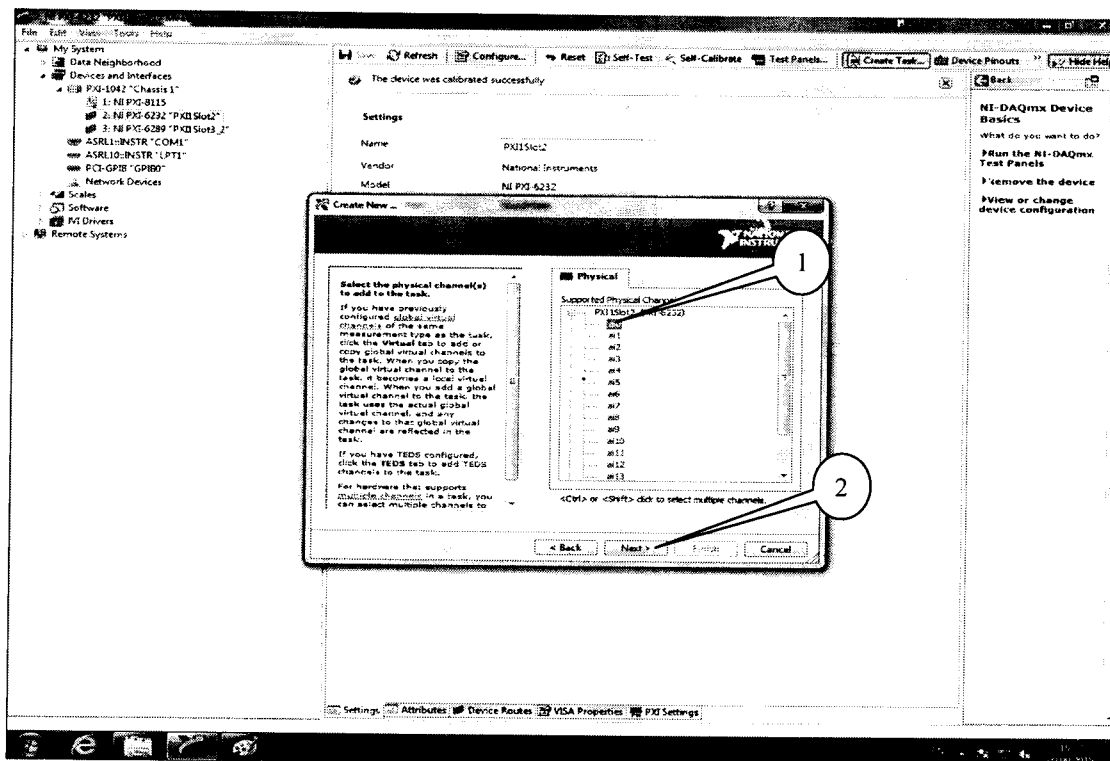 File Edit View Tools Help
My System
Data Neighborhood
Devices and Interfaces
PXI-1042 "Chassis 1"
1: NI PXI-8115
2: NI PXI-6232 "PXI1Slot2"
3: NI PXI-6289 "PXI1Slot3_2"
ASRL1::INSTR "COM1"
ASRL10::INSTR "LPT1"
PCI-GPIB "GPIB0"
Network Devices
Scales
Software
IVI Drivers
Remote Systems
Save Refresh Configure... Reset Self-Test Self-Calibrate Test Panels... Create Task... Device Pinouts Hide Help
The device was calibrated successfully
Settings
Name PXI1Slot2
Vendor National Instruments
Model NI PXI-6232
Create New ...
NATIONAL
INSTRU
Select the physical channel(s)
to add to the task.
If you have previously
configured global virtual
channels of the same
measurement type as the task,
click the Virtual tab to add or
copy global virtual channels to
the task. When you copy the
global virtual channel to the
task, it becomes a local virtual
channel. When you add a global
virtual channel to the task, the
task uses the actual global
virtual channel, and any
changes to that global virtual
channel are reflected in the
task.
If you have TEDS configured,
click the TEDS tab to add TEDS
channels to the task.
For hardware that supports
multiple channels in a task, you
can select multiple channels to
Physical
Supported Physical Channel
PXI1Slot2 (PXI-6232)
ai0
ai1
ai2
ai3
ai4
ai5
ai6
ai7
ai8
ai9
ai10
ai11
ai12
ai13
<Ctrl> or <Shift> click to select multiple channels.
< Back Next > Finish Cancel
1
2
Back
NI-DAQmx Device
Basics
What do you want to do?
Run the NI-DAQmx
Test Panels
Remove the device
View or change
device configuration
Settings Attributes Device Routes VISA Properties PXI Settings